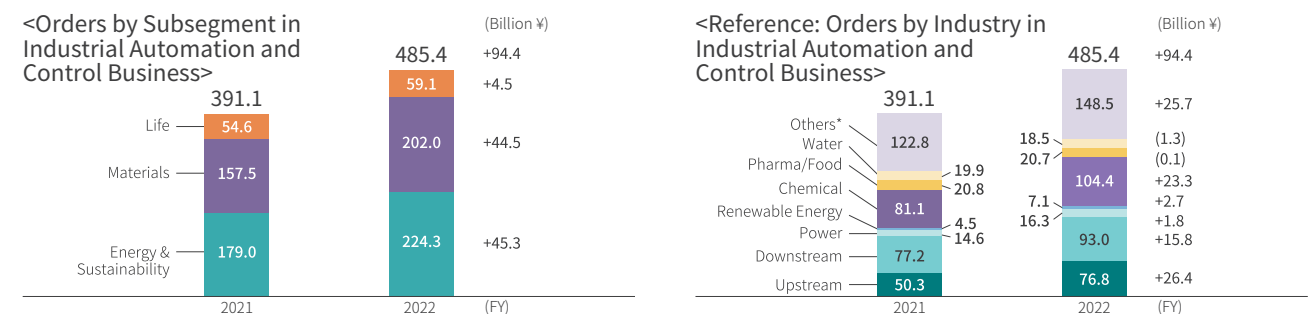 <Orders by Subsegment in
Industrial Automation and
Control Business>
(Billion ¥)
485.4
+94.4
391.1
59.1
+4.5
Life
54.6
202.0
+44.5
Materials
157.5
224.3
+45.3
Energy &
Sustainability
179.0
2021
2022
(FY)
<Reference: Orders by Industry in
Industrial Automation and
Control Business>
(Billion ¥)
485.4
+94.4
391.1
148.5
+25.7
Others*
122.8
18.5
(1.3)
Water
19.9
20.7
(0.1)
Pharma/Food
20.8
104.4
+23.3
Chemical
81.1
7.1
+2.7
Renewable Energy
4.5
16.3
+1.8
Power
14.6
93.0
+15.8
Downstream
77.2
76.8
+26.4
Upstream
50.3
2021
2022
(FY)